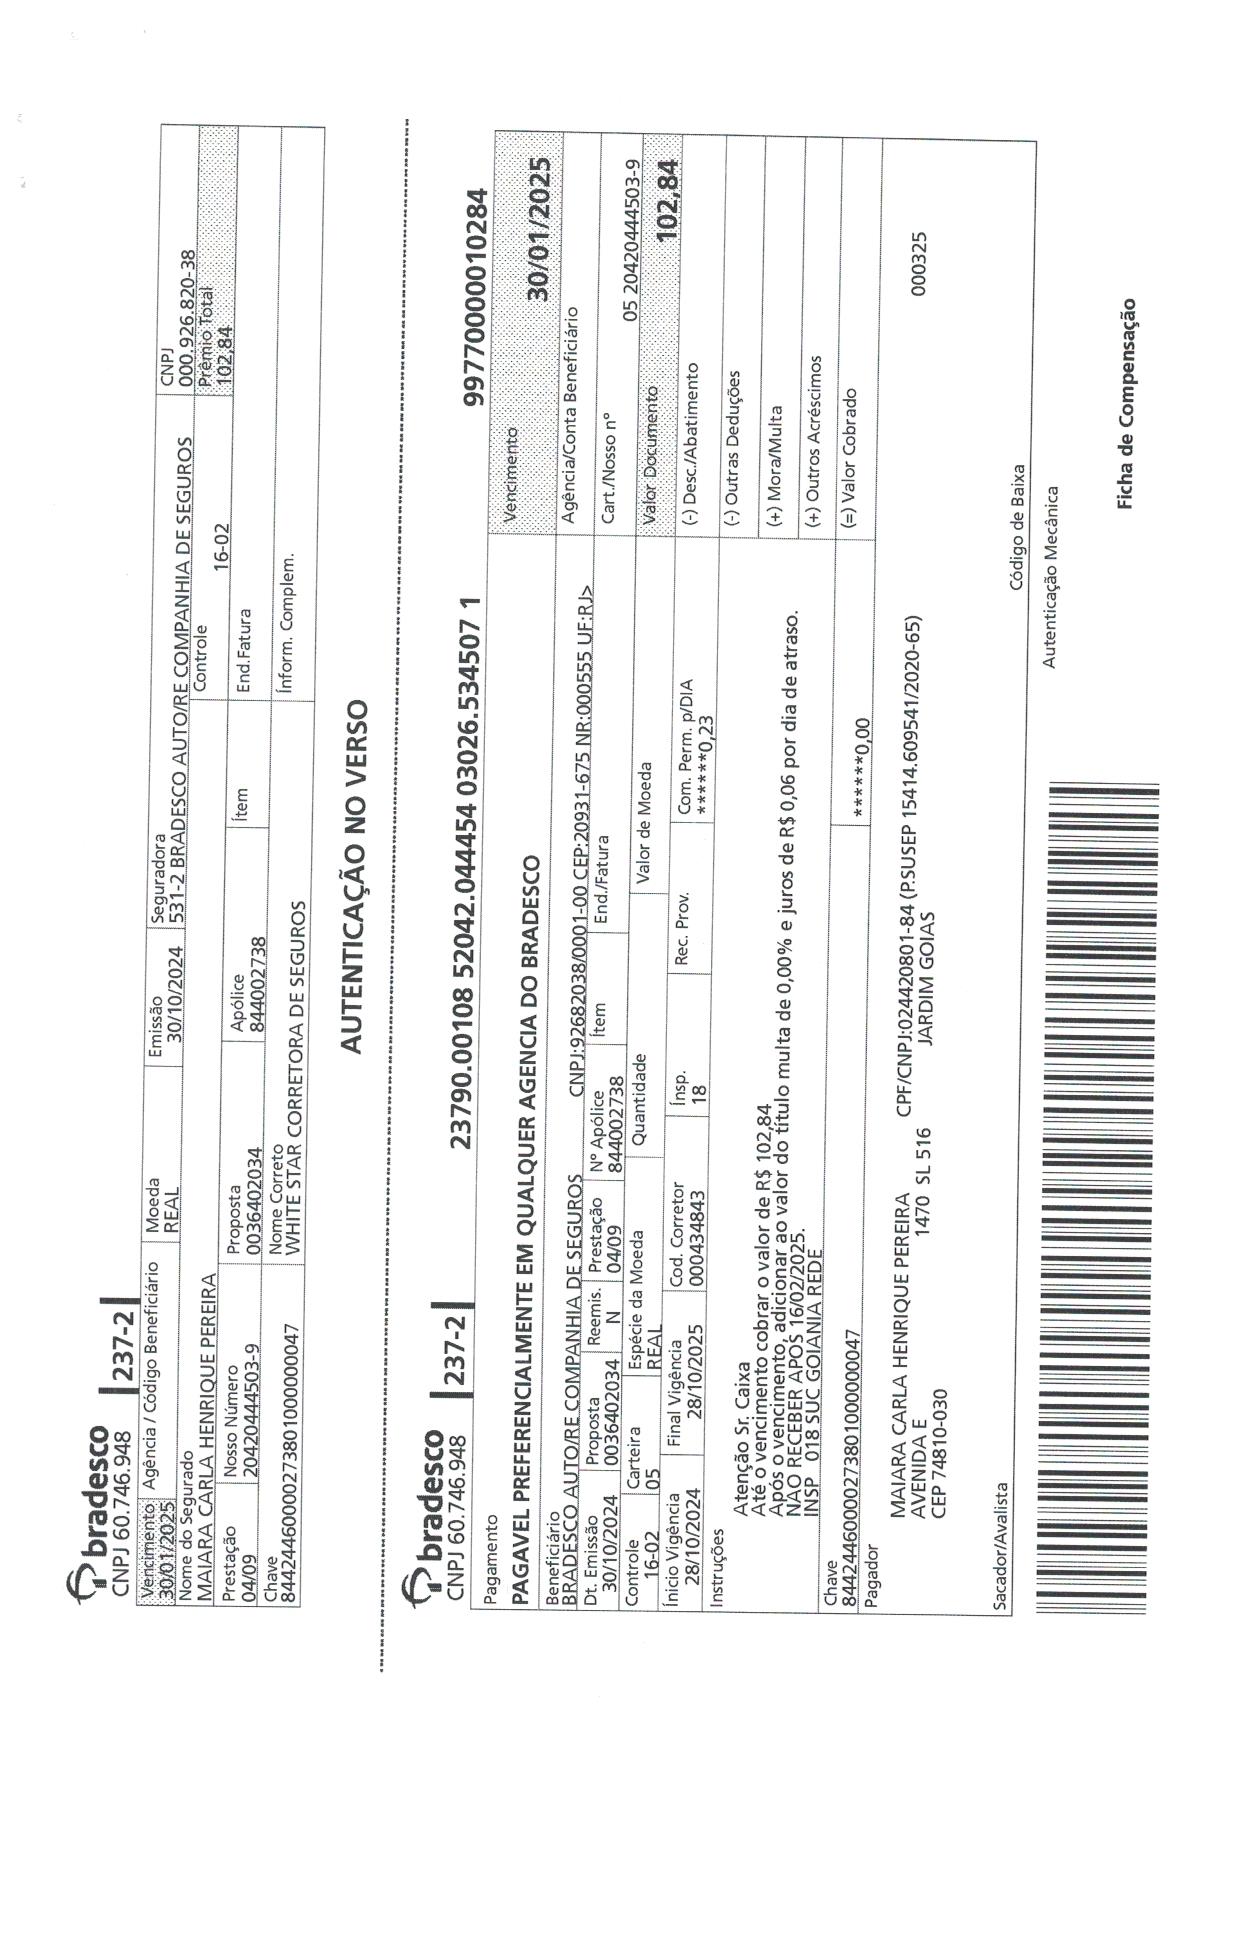 bradesco
CNPJ 60.746.948 237-2
Vencimento Agência / Código Beneficiário Moeda Emissão Seguradora CNPJ
30/01/2025 REAL 30/10/2024 531-2 BRADESCO AUTO/RE COMPANHIA DE SEGUROS 000.926.820-38
Nome do Segurado Controle Prêmio Total
MAIARA CARLA HENRIQUE PEREIRA 16-02 102,84
Prestação Nosso Número Proposta Apólice Ítem End.Fatura
04/09 20420444503-9 0036402034 844002738
Chave Nome Correto Ínform. Complem.
8442446000027380100000000047 WHITE STAR CORRETORA DE SEGUROS
AUTENTICAÇÃO NO VERSO
bradesco
CNPJ 60.746.948 237-2 23790.00108 52042.044454 03026.534507 1 99770000010284
Pagamento Vencimento
PAGAVEL PREFERENCIALMENTE EM QUALQUER AGENCIA DO BRADESCO 30/01/2025
Beneficiário Agência/Conta Beneficiário
BRADESCO AUTO/RE COMPANHIA DE SEGUROS CNPJ:92682038/0001-00 CEP:20931-675 NR:000555 UF:RJ>
Dt. Emissão Proposta Reemis. Prestação N° Apólice Ítem End./Fatura Cart./Nosso n°
30/10/2024 0036402034 N 04/09 844002738 05 20420444503-9
Controle Carteira Espécie da Moeda Quantidade Valor de Moeda Valor Documento
16-02 05 REAL 102,84
Ínicio Vigência Final Vigência Cod. Corretor Ínsp. Rec. Prov. Com. Perm. p/DIA (-) Desc./Abatimento
28/10/2024 28/10/2025 000434843 18 ******0,23
Instruções (-) Outras Deduções
Atenção Sr. Caixa
Até o vencimento cobrar o valor de R$ 102,84 (+) Mora/Multa
Após o vencimento, adicionar ao valor do título multa de 0,00% e juros de R$ 0,06 por dia de atraso.
NÃO RECEBER APÓS 16/02/2025.
INSP 018 SUC GOIANIA REDE (+) Outros Acréscimos
Chave (=) Valor Cobrado
8442446000027380100000000047 ******0,00
Pagador
MAIARA CARLA HENRIQUE PEREIRA CPF/CNPJ:024420801-84 (P.SUSEP 15414.609541/2020-65)
AVENIDA E 1470 SL 516 JARDIM GOIAS 000325
CEP 74810-030
Sacador/Avalista Código de Baixa
Autenticação Mecânica
Ficha de Compensação